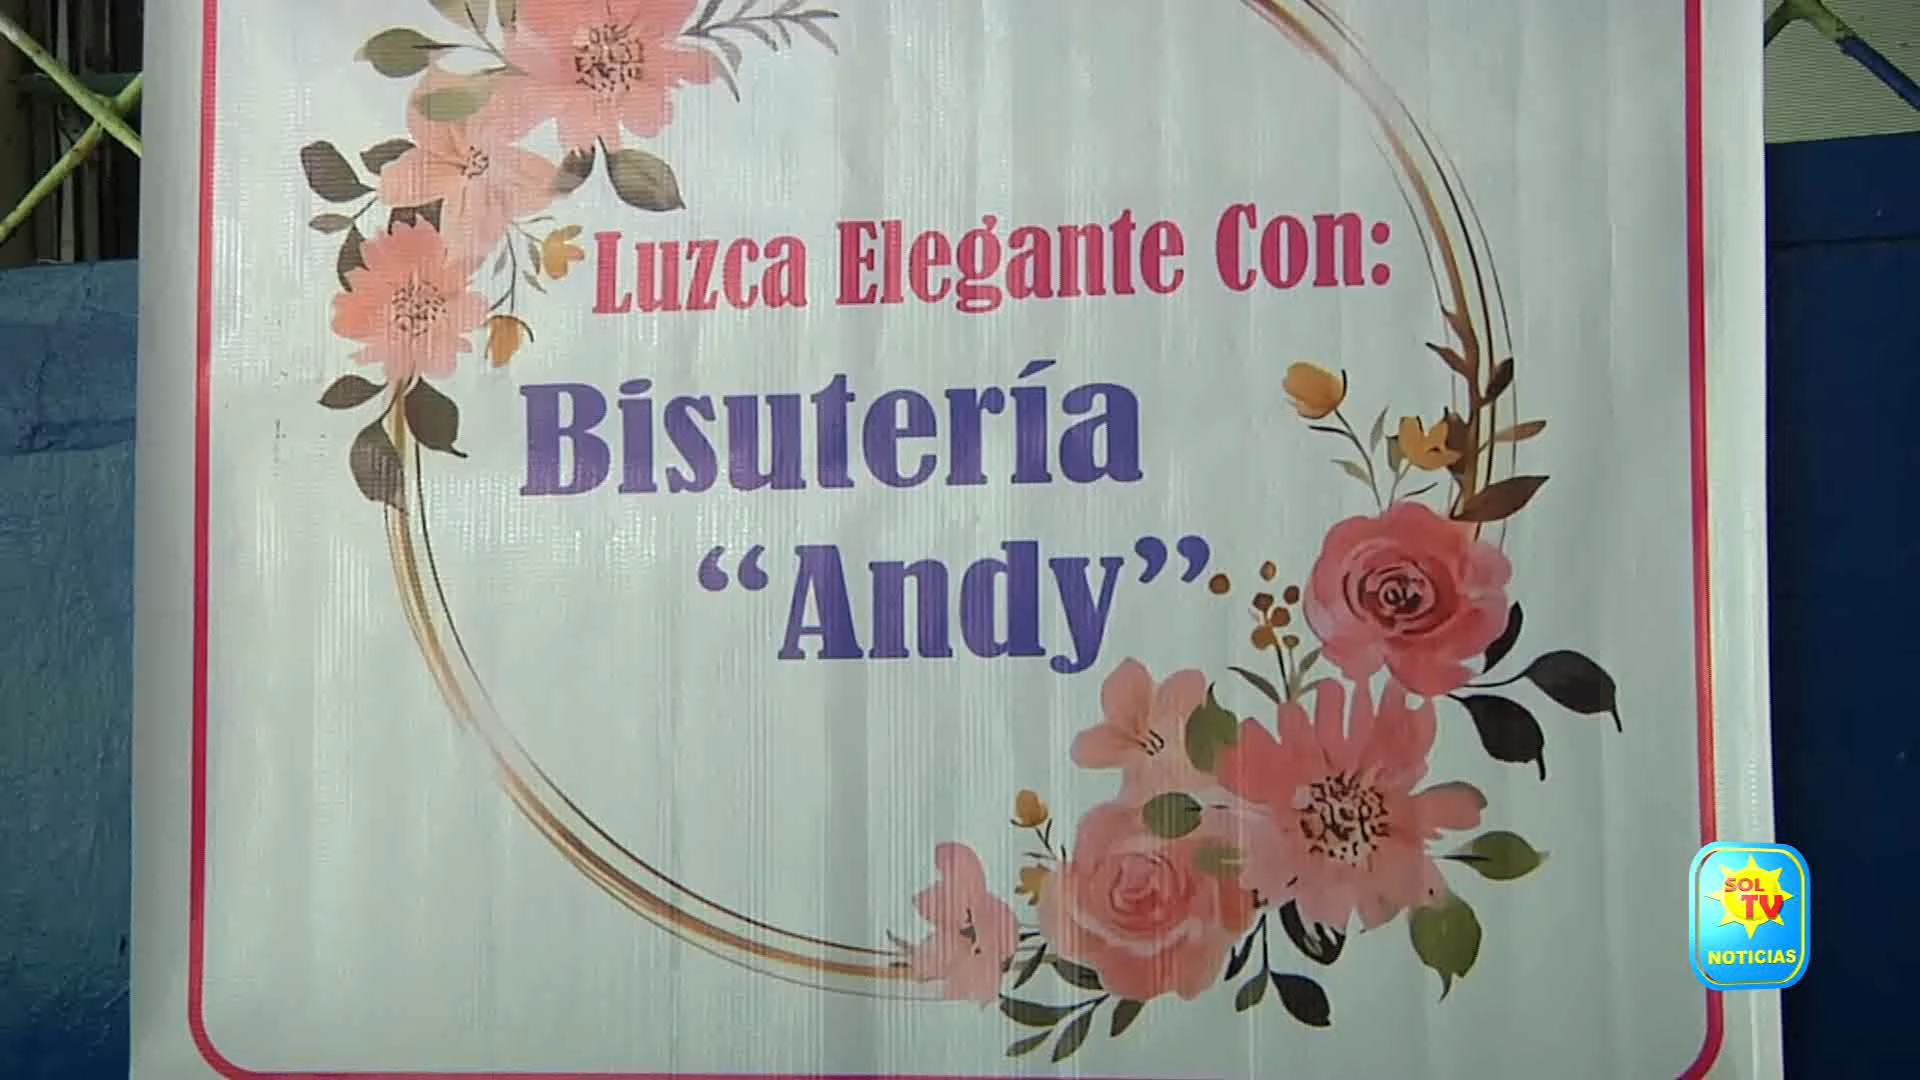 Luzca Elegante Con:
Bisutería
“Andy”
SOL
TV
NOTICIAS